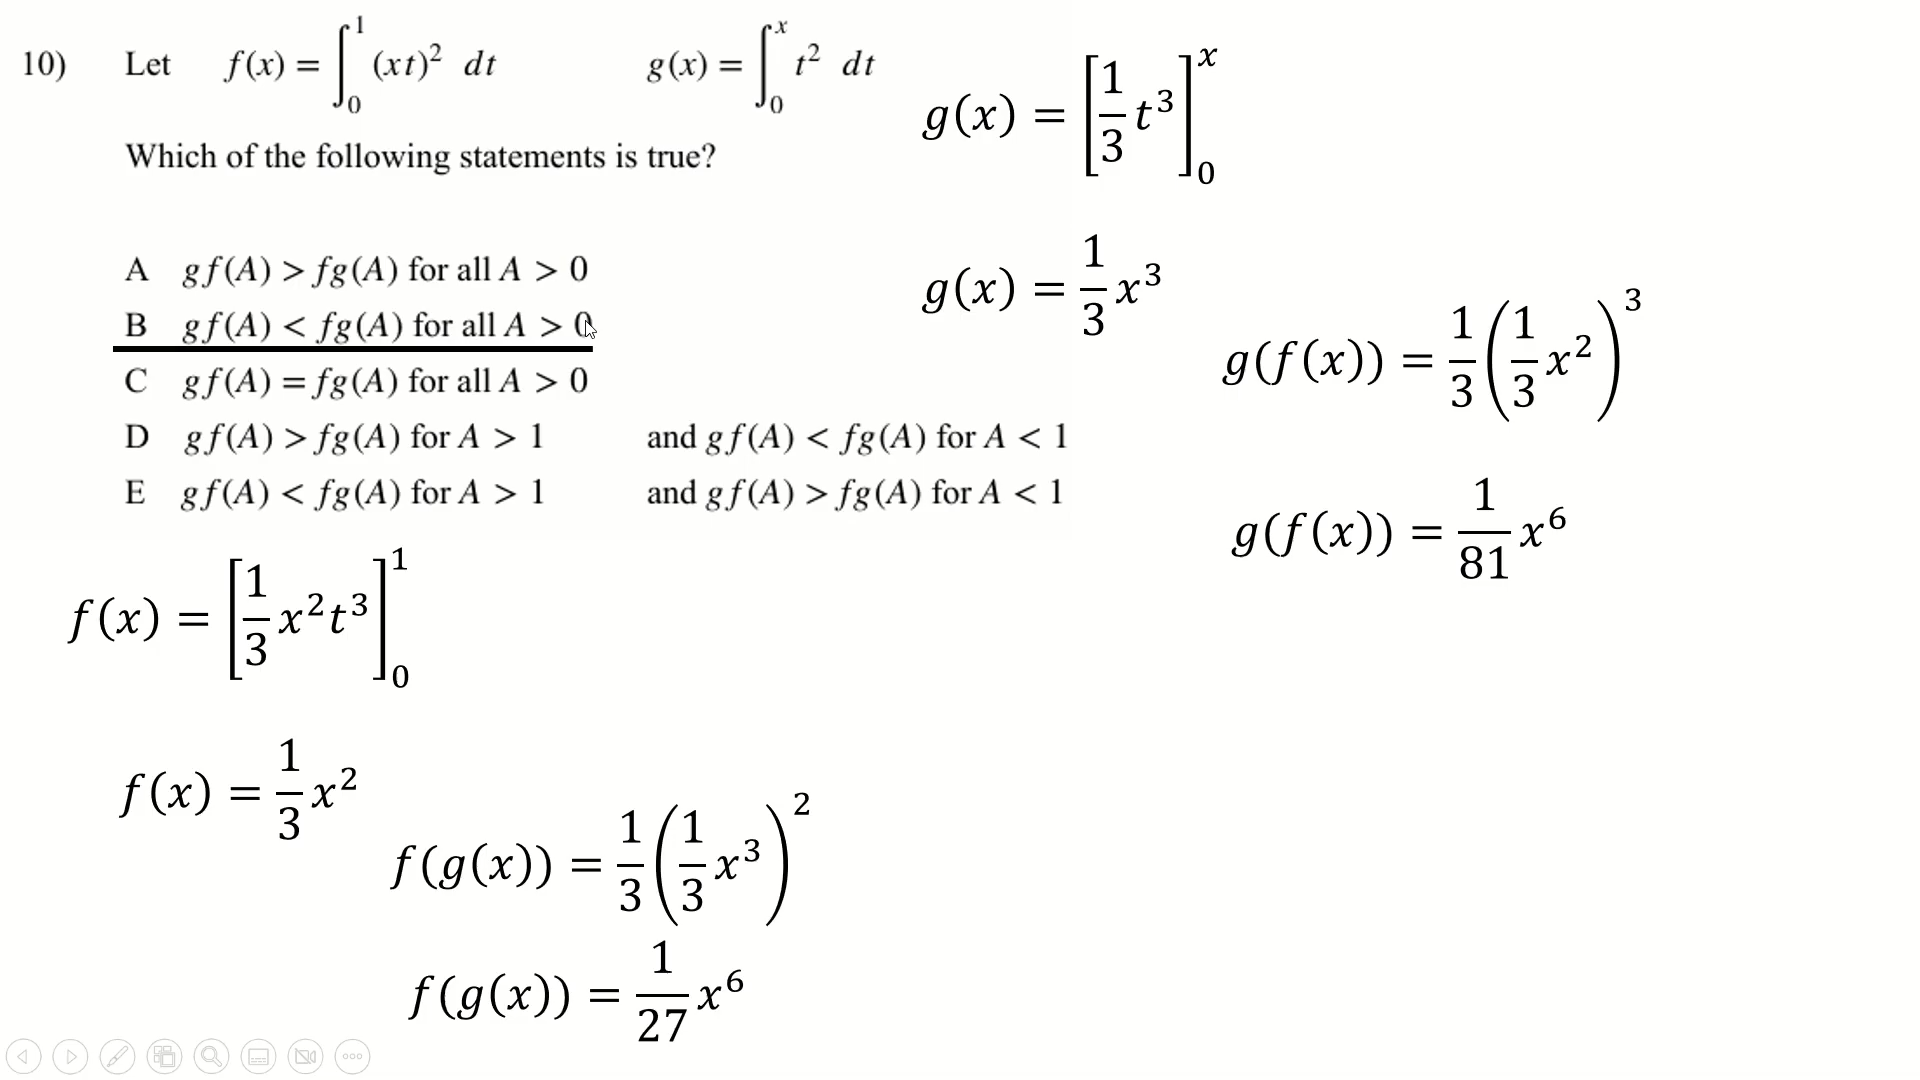 10) Let f(x) = ∫₀¹ (xt)² dt g(x) = ∫₀ˣ t² dt
Which of the following statements is true?
A gf(A) > fg(A) for all A > 0
B gf(A) < fg(A) for all A > 0
C gf(A) = fg(A) for all A > 0
D gf(A) > fg(A) for A > 1 and gf(A) < fg(A) for A < 1
E gf(A) < fg(A) for A > 1 and gf(A) > fg(A) for A < 1
g(x) = [1/3 t³]₀ˣ
g(x) = 1/3 x³
g(f(x)) = 1/3 (1/3 x²)³
g(f(x)) = 1/81 x⁶
f(x) = [1/3 x²t³]₀¹
f(x) = 1/3 x²
f(g(x)) = 1/3 (1/3 x³)²
f(g(x)) = 1/27 x⁶